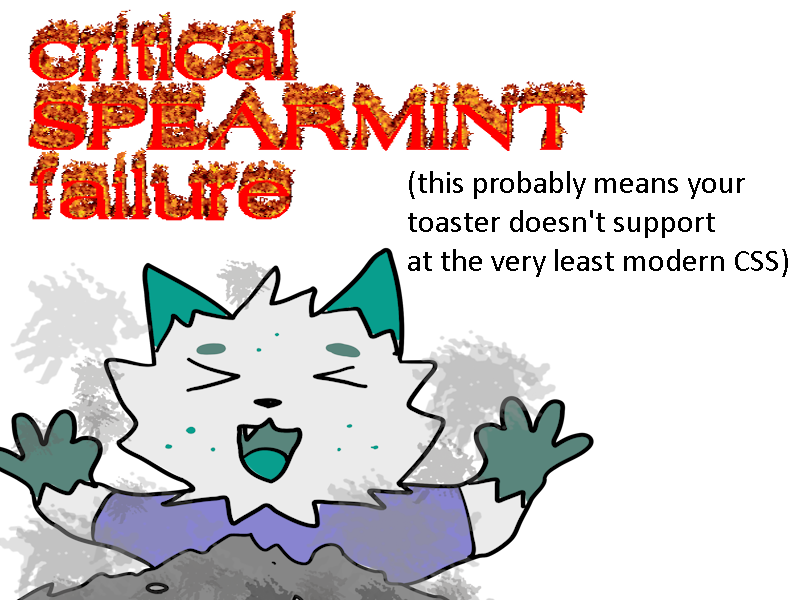 critical
SPEARMINT
failure
(this probably means your
toaster doesn't support
at the very least modern CSS)